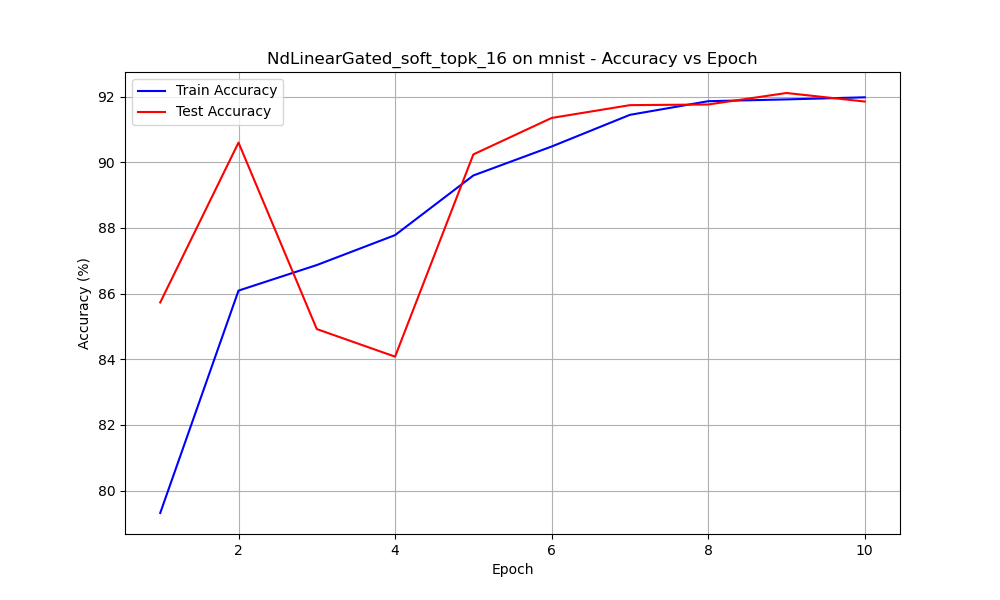 NdLinearGated_soft_topk_16 on mnist - Accuracy vs Epoch
Train Accuracy
Test Accuracy
Accuracy (%)
92
90
88
86
84
82
80
2 4 6 8 10
Epoch